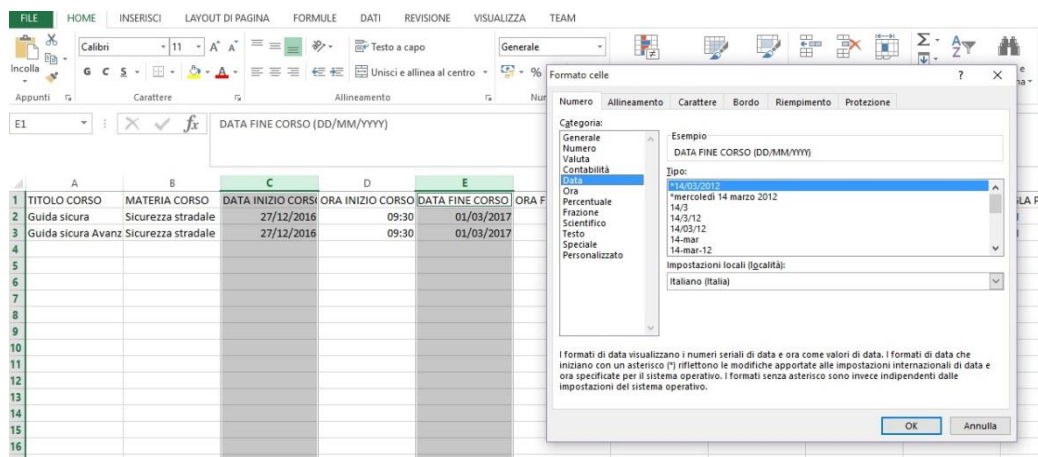 FILE HOME INSERISCI LAYOUT DI PAGINA FORMULE DATI REVISIONE VISUALIZZA TEAM
Calibri 11 A A Testo a capo Generale
Incolla G C S A Unisci e allinea al centro %
Appunti Carattere Allineamento Nur
E1 fx DATA FINE CORSO (DD/MM/YYYY)
A B C D E
1 TITOLO CORSO MATERIA CORSO DATA INIZIO CORS ORA INIZIO CORSO DATA FINE CORSO ORA F
2 Guida sicura Sicurezza stradale 27/12/2016 09:30 01/03/2017
3 Guida sicura Avanz Sicurezza stradale 27/12/2016 09:30 01/03/2017
4
5
6
7
8
9
10
11
12
13
14
15
16
Formato celle ? ×
Numero Allineamento Carattere Bordo Riempimento Protezione
Categoria:
Generale
Numero
Valuta
Contabilità
Data
Ora
Percentuale
Frazione
Scientifico
Testo
Speciale
Personalizzato
Esempio
DATA FINE CORSO (DD/MM/YYYY)
Tipo:
*14/03/2012
*mercoledì 14 marzo 2012
14/3
14/3/12
14/03/12
14-mar
14-mar-12
Impostazioni locali (località):
Italiano (Italia)
I formati di data visualizzano i numeri seriali di data e ora come valori di data. I formati di data che
iniziano con un asterisco (*) riflettono le modifiche apportate alle impostazioni internazionali di data e
ora specificate per il sistema operativo. I formati senza asterisco sono invece indipendenti dalle
impostazioni del sistema operativo.
OK Annulla